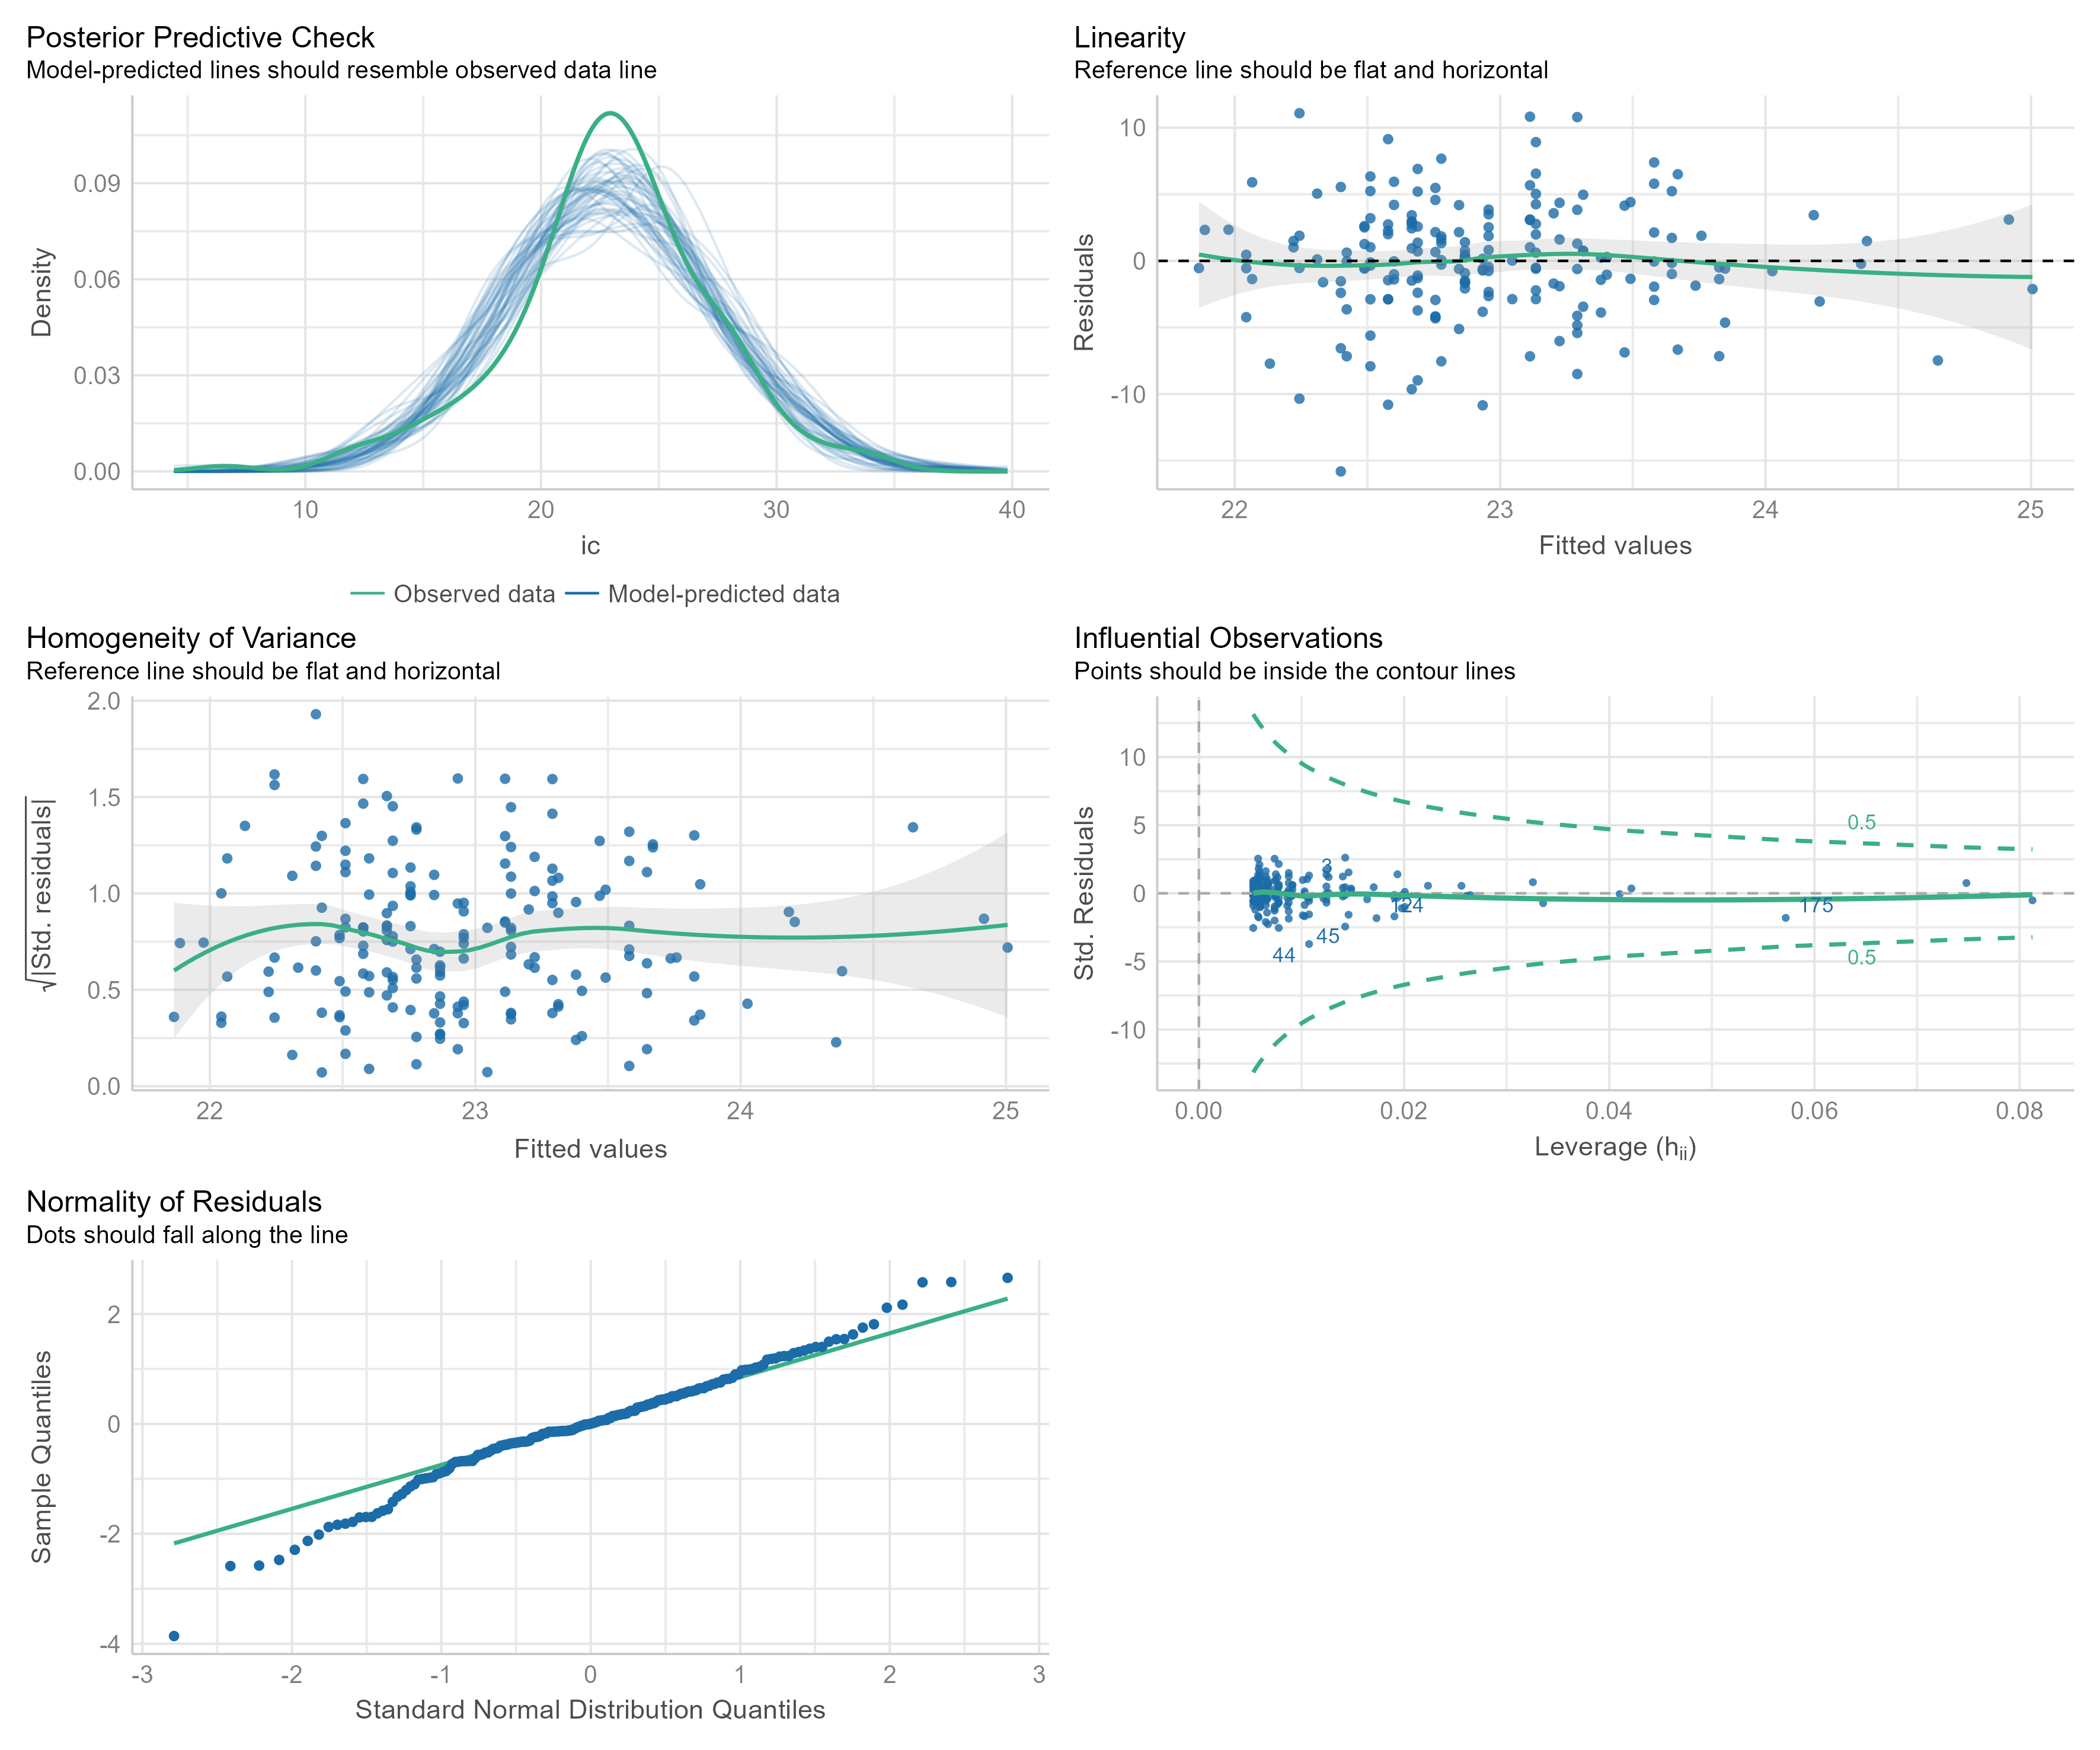 Posterior Predictive Check
Model-predicted lines should resemble observed data line
Density
0.09
0.06
0.03
0.00
10 20 30 40
ic
Observed data Model-predicted data
Linearity
Reference line should be flat and horizontal
Residuals
10
0
-10
22 23 24 25
Fitted values
Homogeneity of Variance
Reference line should be flat and horizontal
√|Std. residuals|
2.0
1.5
1.0
0.5
0.0
22 23 24 25
Fitted values
Influential Observations
Points should be inside the contour lines
Std. Residuals
10
5
0
-5
-10
0.5
3
124
175
45
44
0.5
0.00 0.02 0.04 0.06 0.08
Leverage (hii)
Normality of Residuals
Dots should fall along the line
Sample Quantiles
2
0
-2
-4
-3 -2 -1 0 1 2 3
Standard Normal Distribution Quantiles